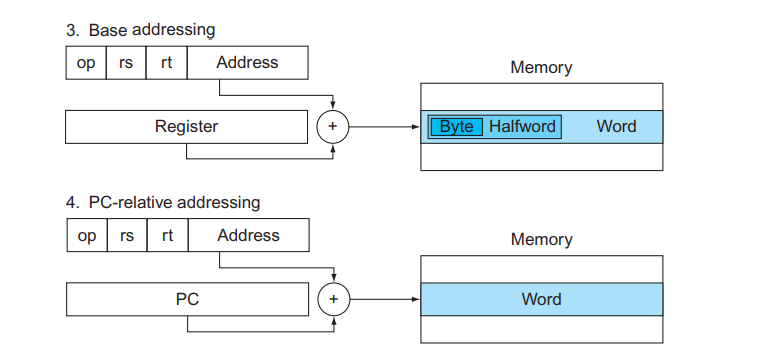 3. Base addressing
op rs rt Address
Memory
Register
+
Byte Halfword Word
4. PC-relative addressing
op rs rt Address
Memory
PC
+
Word